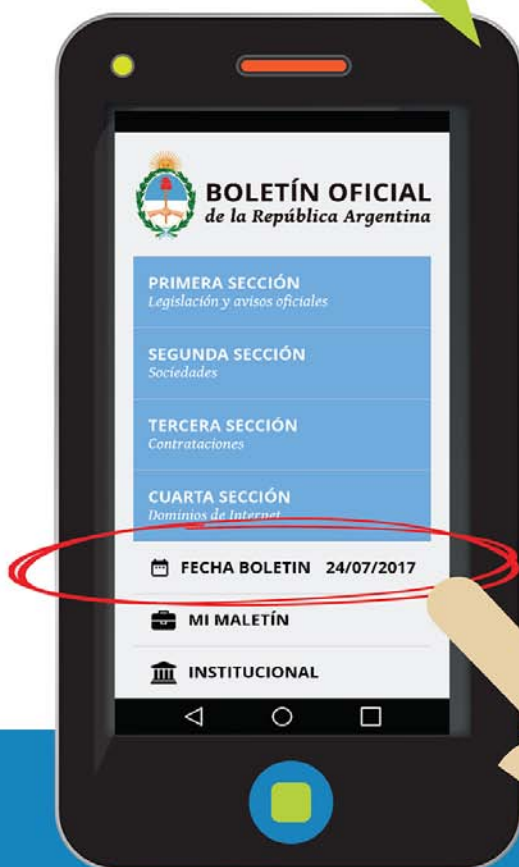 BOLETÍN OFICIAL
de la República Argentina
PRIMERA SECCIÓN
Legislación y avisos oficiales
SEGUNDA SECCIÓN
Sociedades
TERCERA SECCIÓN
Contrataciones
CUARTA SECCIÓN
Dominios de Internet
FECHA BOLETIN 24/07/2017
MI MALETÍN
INSTITUCIONAL